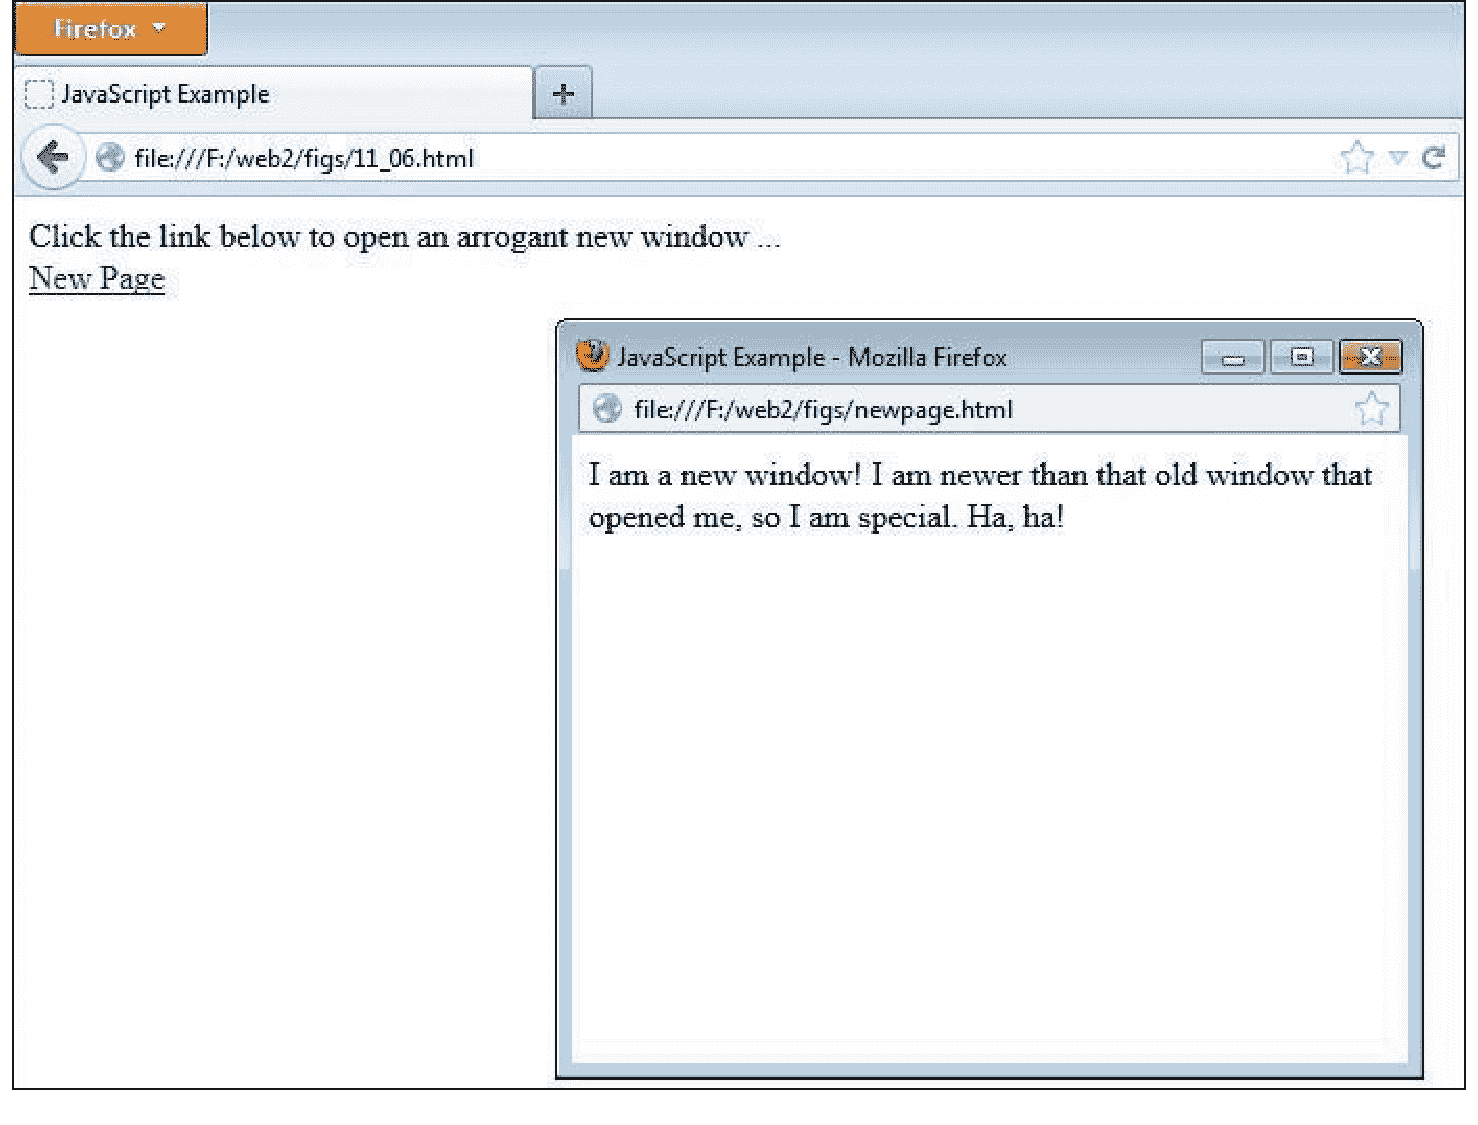 Firefox
JavaScript Example
file:///F:/web2/figs/11_06.html
Click the link below to open an arrogant new window ...
New Page
JavaScript Example - Mozilla Firefox
file:///F:/web2/figs/newpage.html
I am a new window! I am newer than that old window that
opened me, so I am special. Ha, ha!